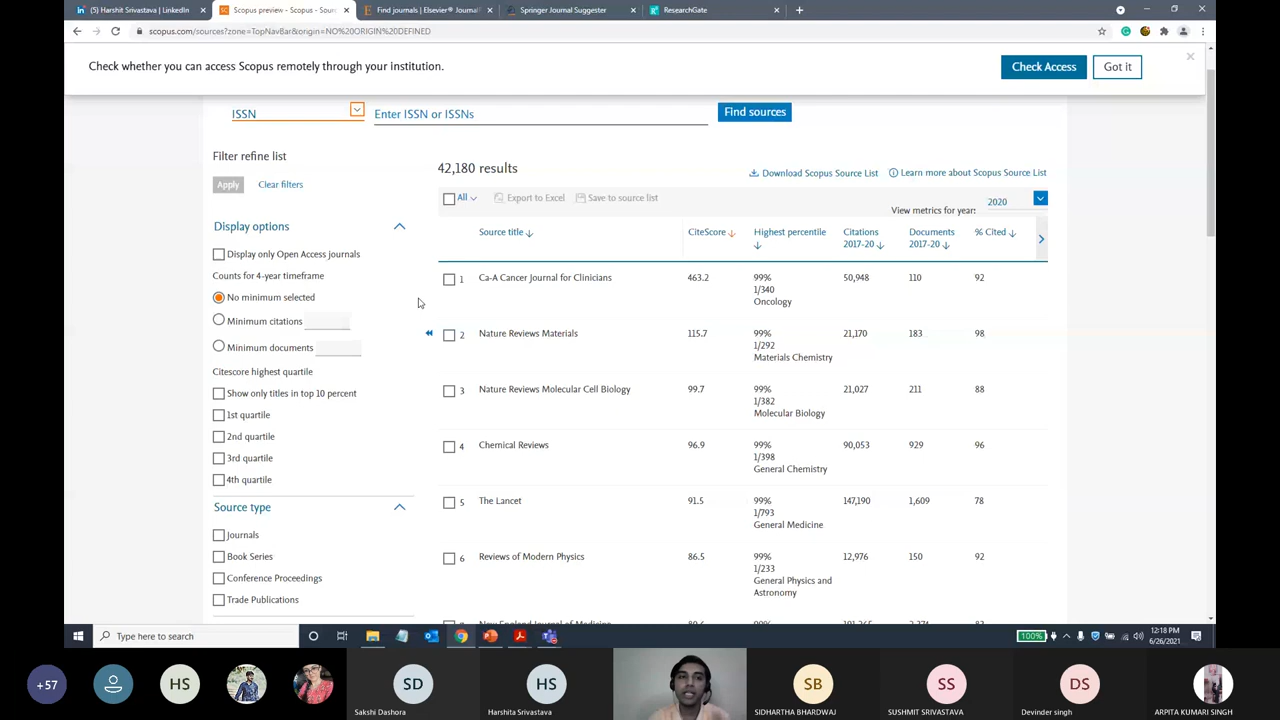 Harshit Srivastava | LinkedIn
Scopus preview - Scopus - Sourc
Find journals | Elsevier® Journal
Springer Journal Suggester
ResearchGate
scopus.com/sources?zone=TopNavBar&origin=NO%20ORIGIN%20DEFINED
Check whether you can access Scopus remotely through your institution.
Check Access
Got it
ISSN
Enter ISSN or ISSNs
Find sources
Filter refine list
Apply
Clear filters
Display options
Display only Open Access journals
Counts for 4-year timeframe
No minimum selected
Minimum citations
Minimum documents
Citescore highest quartile
Show only titles in top 10 percent
1st quartile
2nd quartile
3rd quartile
4th quartile
Source type
Journals
Book Series
Conference Proceedings
Trade Publications
42,180 results
Download Scopus Source List
Learn more about Scopus Source List
All
Export to Excel
Save to source list
View metrics for year:
2020
Source title
CiteScore
Highest percentile
Citations
2017-20
Documents
2017-20
% Cited
1 Ca-A Cancer Journal for Clinicians 463.2 99% 50,948 110 92
1/340
Oncology
2 Nature Reviews Materials 115.7 99% 21,170 183 98
1/292
Materials Chemistry
3 Nature Reviews Molecular Cell Biology 99.7 99% 21,027 211 88
1/382
Molecular Biology
4 Chemical Reviews 96.9 99% 90,053 929 96
1/398
General Chemistry
5 The Lancet 91.5 99% 147,190 1,609 78
1/793
General Medicine
6 Reviews of Modern Physics 86.5 99% 12,976 150 92
1/233
General Physics and
Astronomy
New England Journal of Medicine
Type here to search
100%
12:18 PM
6/26/2021
+57
HS
SD
Sakshi Dashora
HS
Harshita Srivastava
SB
SIDHARTHA BHARDWAJ
SS
SUSHMIT SRIVASTAVA
DS
Devinder singh
ARPITA KUMARI SINGH